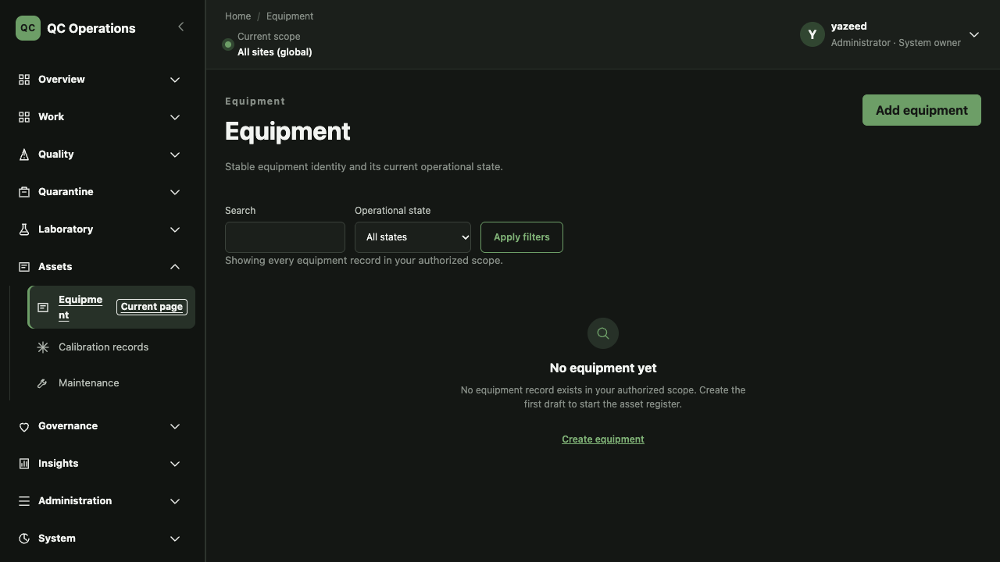 QC
QC Operations
Overview
Work
Quality
Quarantine
Laboratory
Assets
Equipme
nt
Current page
Calibration records
Maintenance
Governance
Insights
Administration
System
Home / Equipment
Current scope
All sites (global)
Y
yazeed
Administrator · System owner
Equipment
Equipment
Add equipment
Stable equipment identity and its current operational state.
Search
Operational state
All states
Apply filters
Showing every equipment record in your authorized scope.
No equipment yet
No equipment record exists in your authorized scope. Create the
first draft to start the asset register.
Create equipment